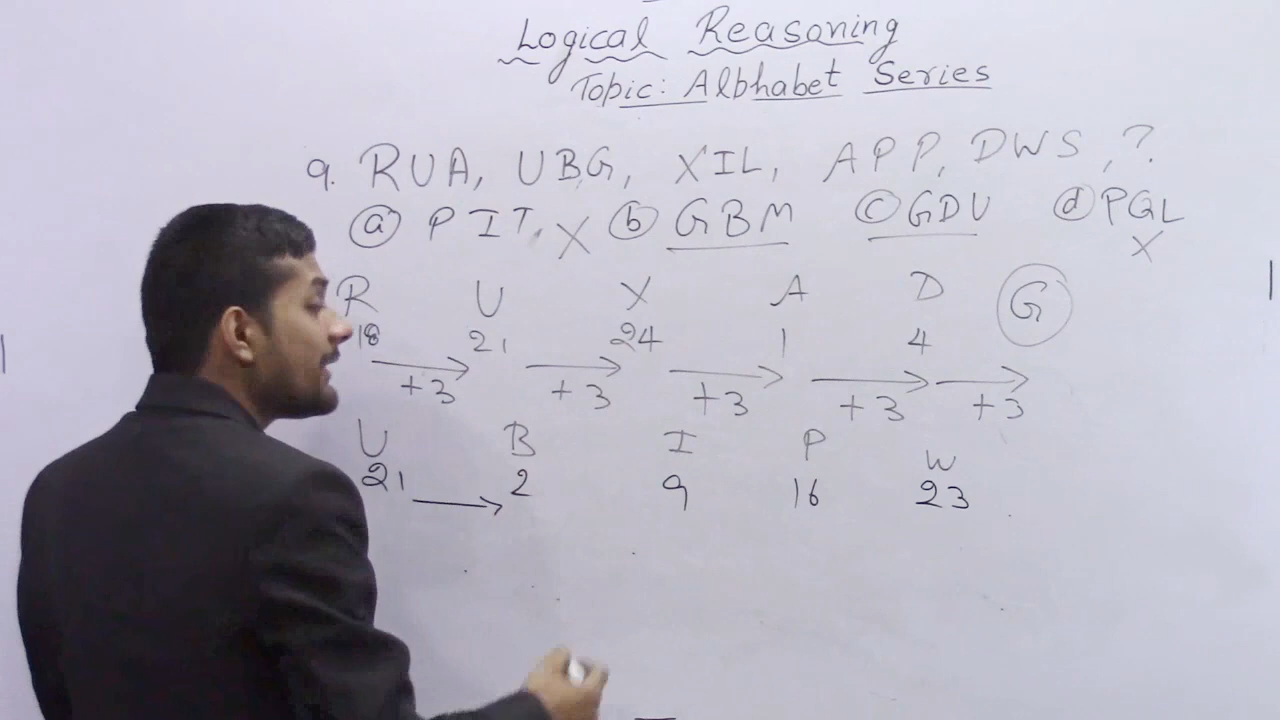 Logical Reasoning
Topic: Albhabet Series
9. RUA, UBG, XIL, APP, DWS, ?
a PIT, X b GBM c GDU d PGL
X
R U X A D G
18 21 24 1 4
+3 +3 +3 +3 +3
U B I P W
21 2 9 16 23